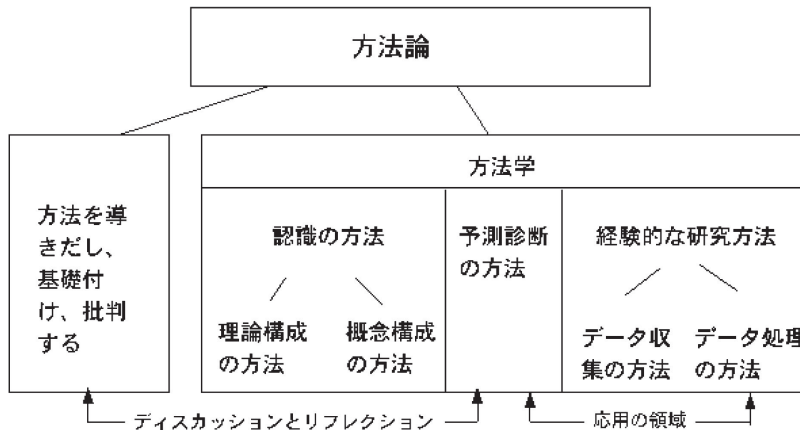 方法論
方法を導
きだし、
基礎付
け、批判
する
方法学
認識の方法
理論構成
の方法
概念構成
の方法
予測診断
の方法
経験的な研究方法
データ収
集の方法
データ処理
の方法
ディスカッションとリフレクション
応用の領域